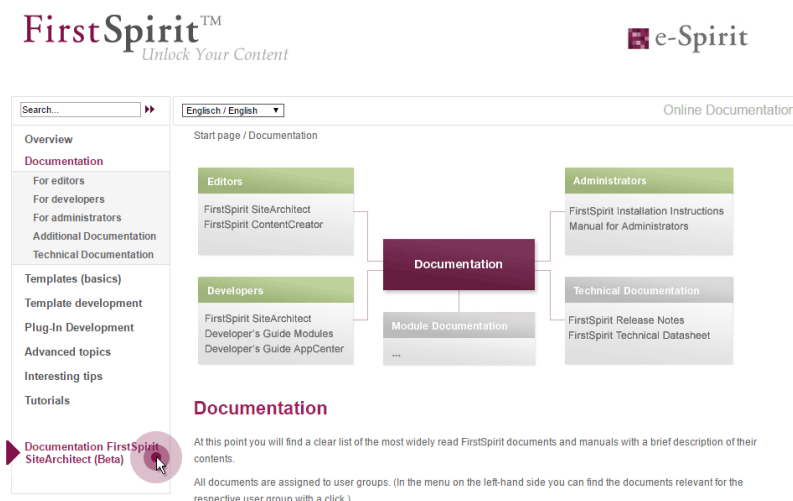 FirstSpirit™
Unlock Your Content
e-Spirit
Search...
Englisch / English
Online Documentation
Start page / Documentation
Overview
Documentation
For editors
For developers
For administrators
Additional Documentation
Technical Documentation
Templates (basics)
Template development
Plug-In Development
Advanced topics
Interesting tips
Tutorials
Documentation FirstSpirit
SiteArchitect (Beta)
Editors
FirstSpirit SiteArchitect
FirstSpirit ContentCreator
Developers
FirstSpirit SiteArchitect
Developer's Guide Modules
Developer's Guide AppCenter
Documentation
Module Documentation
...
Administrators
FirstSpirit Installation Instructions
Manual for Administrators
Technical Documentation
FirstSpirit Release Notes
FirstSpirit Technical Datasheet
Documentation
At this point you will find a clear list of the most widely read FirstSpirit documents and manuals with a brief description of their
contents.
All documents are assigned to user groups. (In the menu on the left-hand side you can find the documents relevant for the
respective user group with a click.)